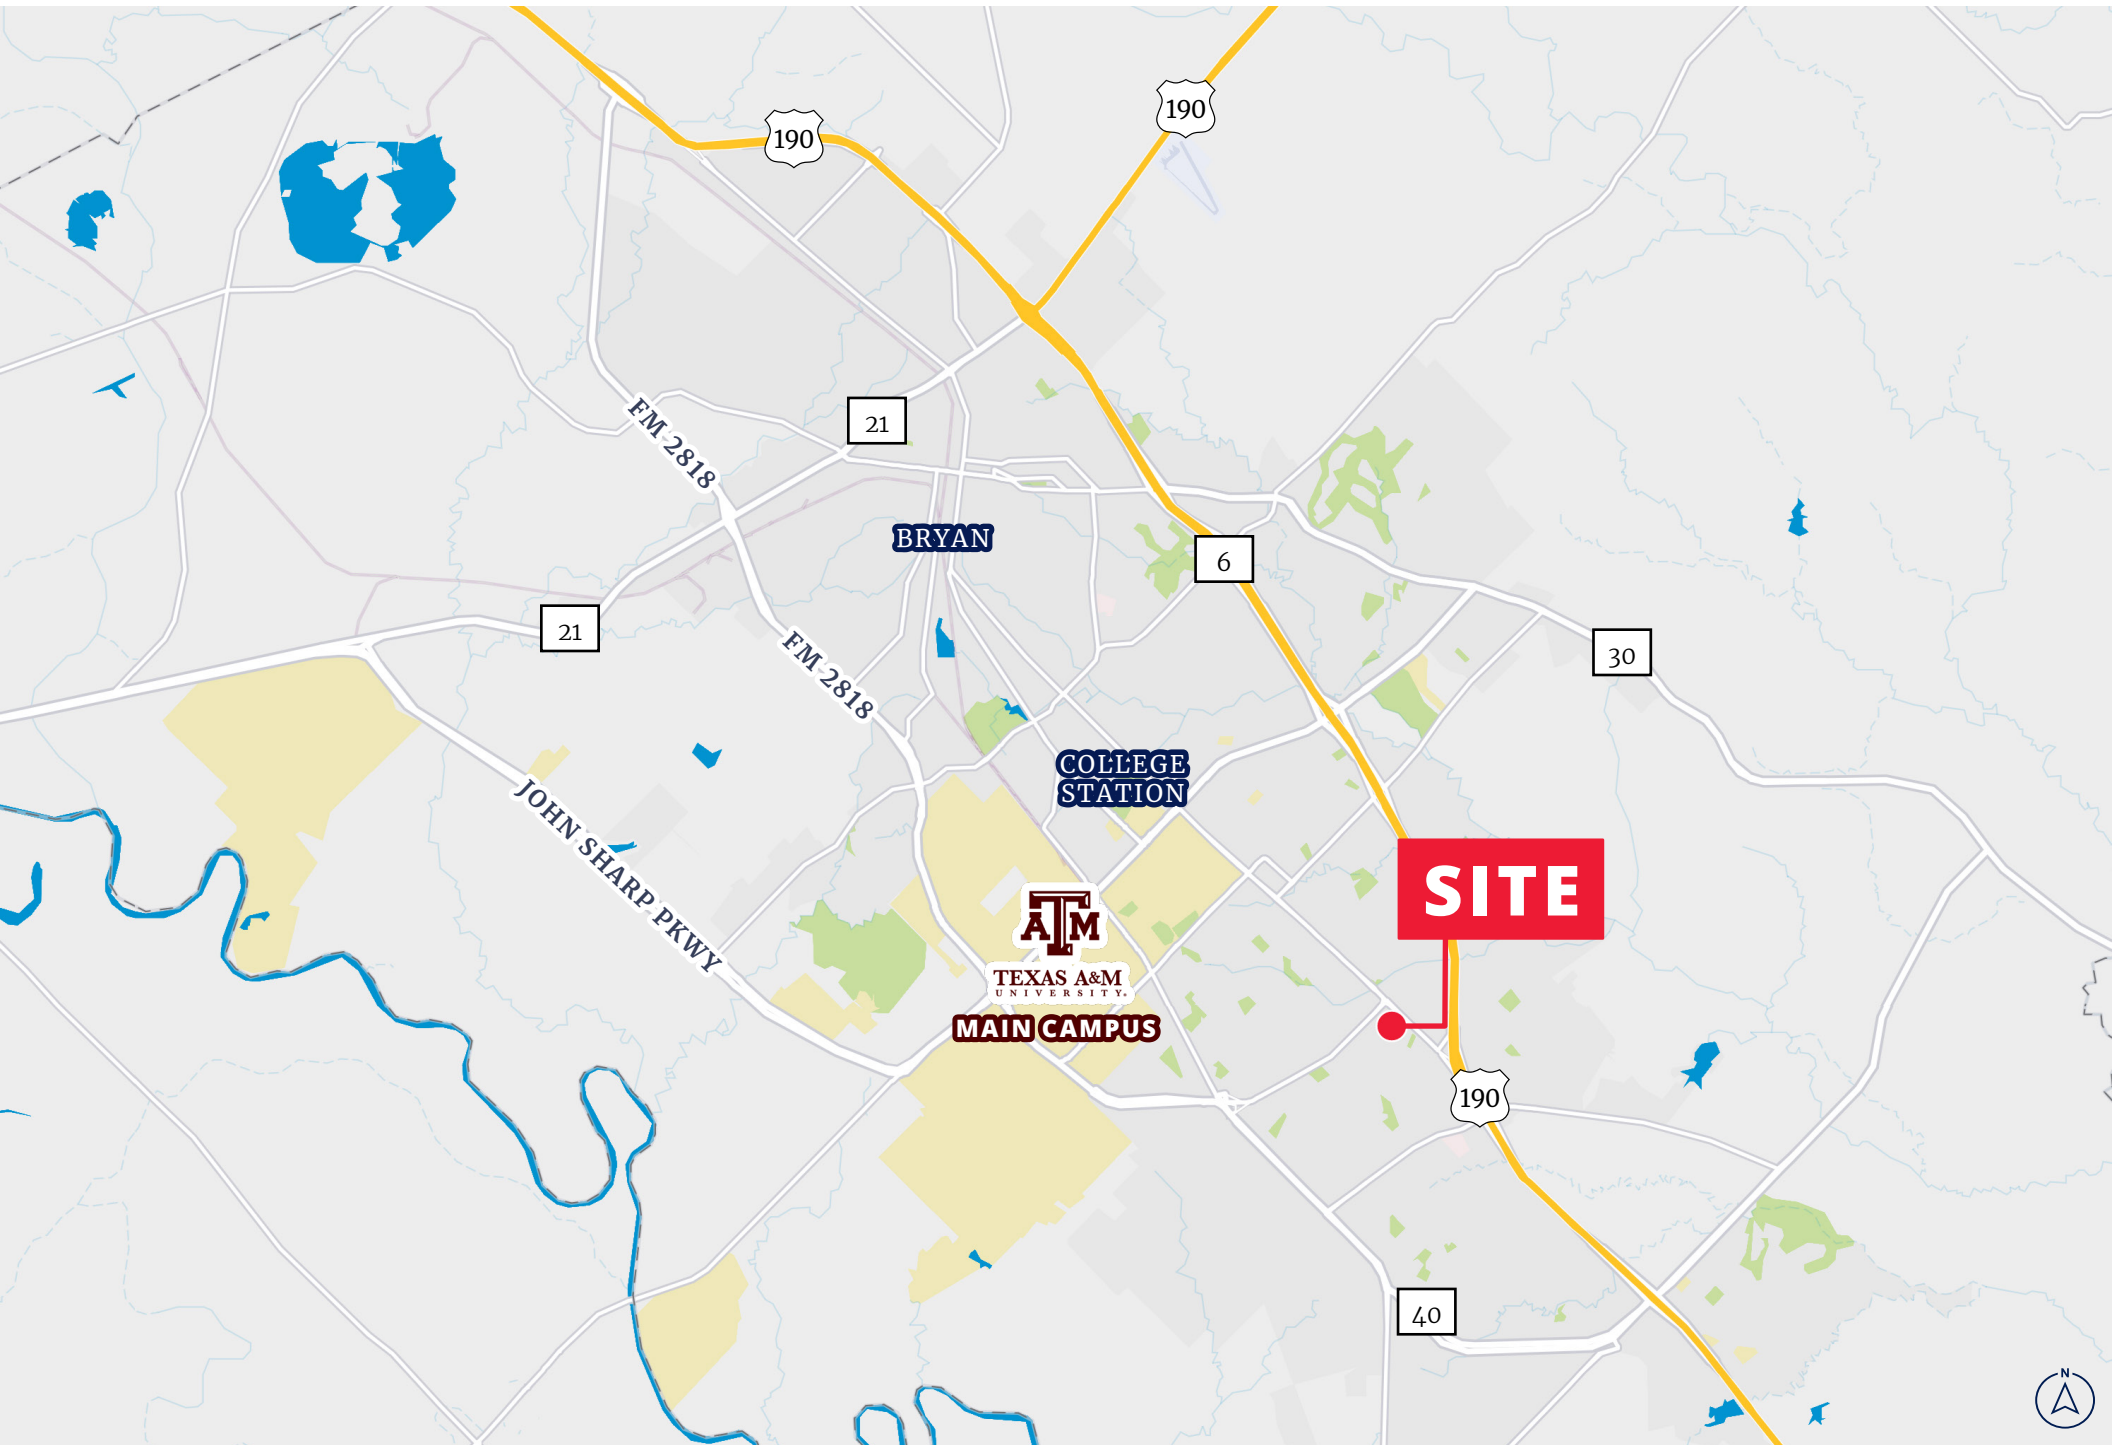 190
190
21
FM 2818
BRYAN
6
21
30
FM 2818
COLLEGE
STATION
JOHN SHARP PKWY
SITE
ATM
TEXAS A&M
UNIVERSITY®
MAIN CAMPUS
190
40
N